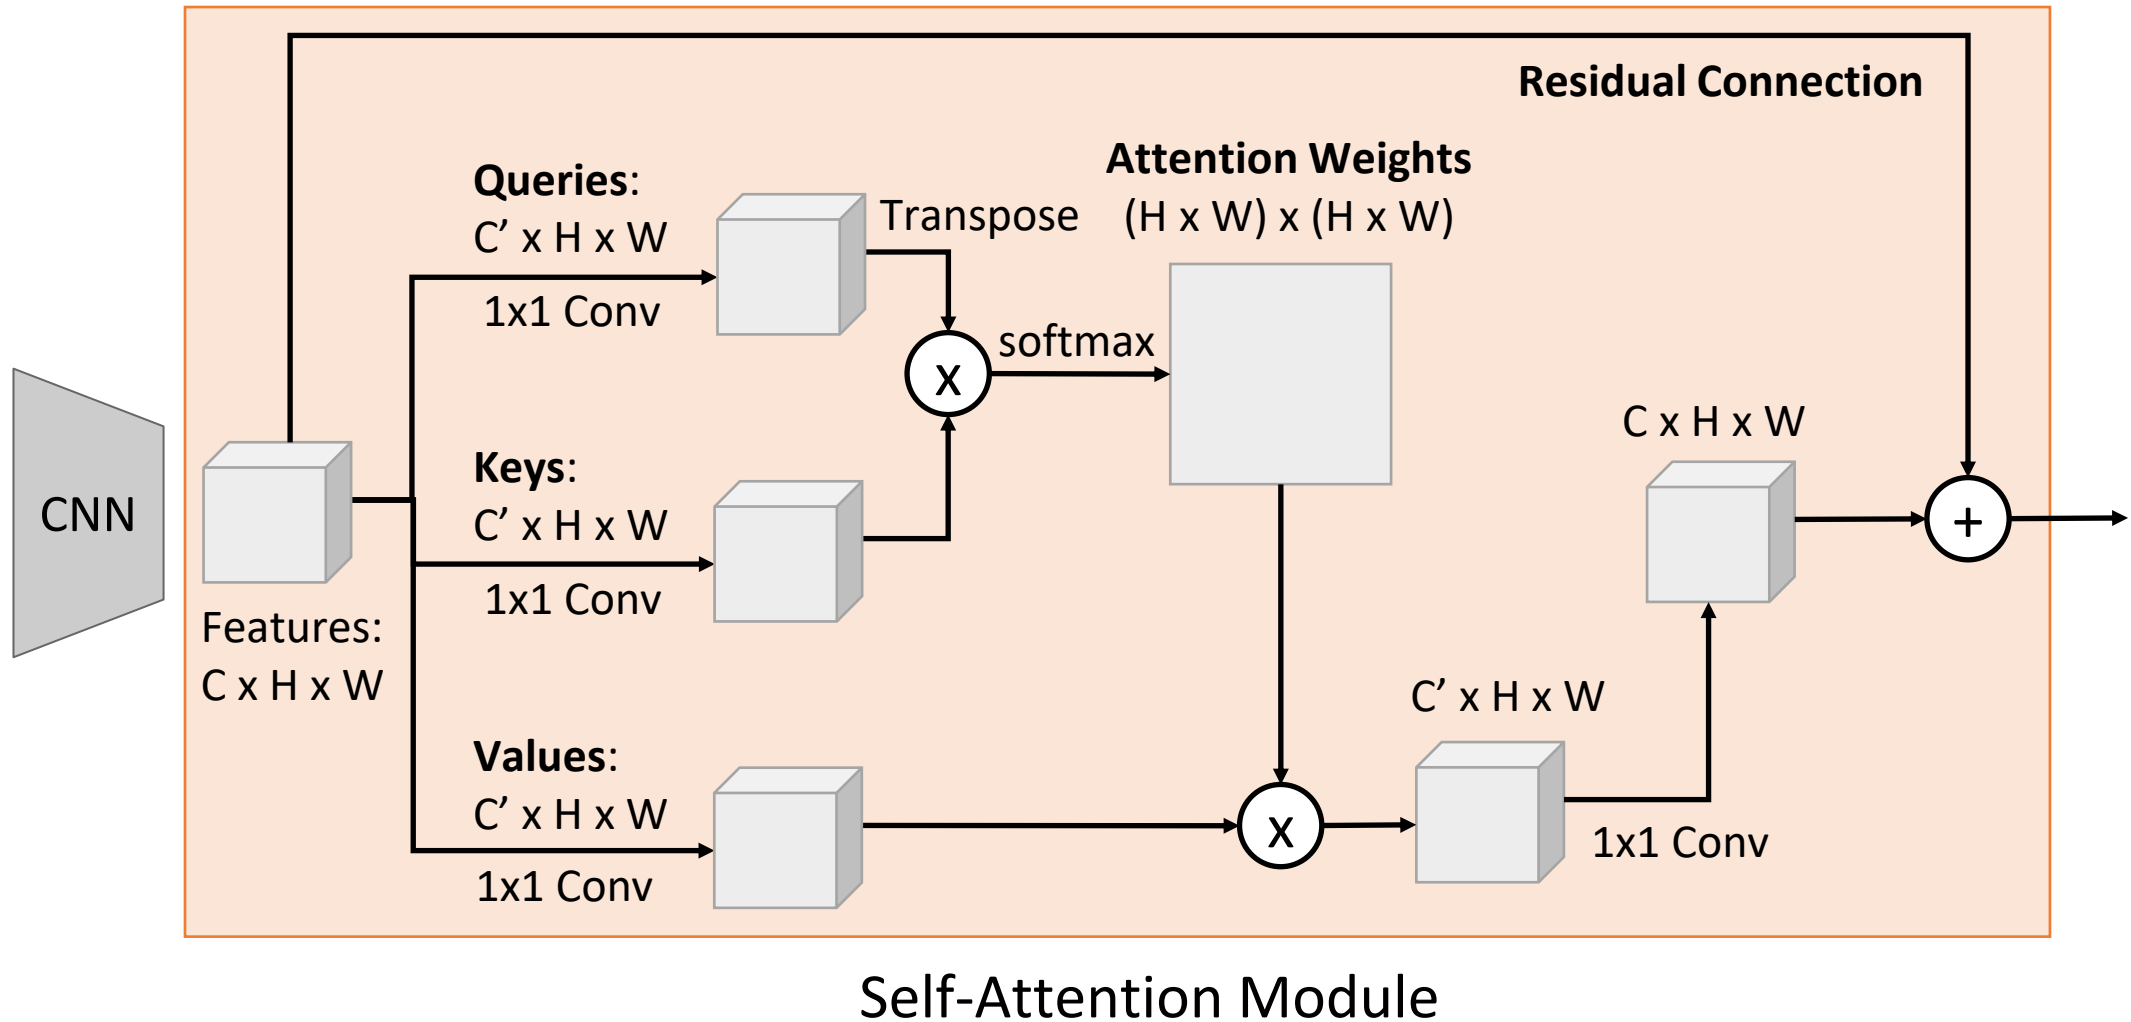 Residual Connection
Attention Weights
(H x W) x (H x W)
Queries:
C’ x H x W
1x1 Conv
Transpose
x
softmax
Keys:
C’ x H x W
1x1 Conv
CNN
Features:
C x H x W
Values:
C’ x H x W
1x1 Conv
x
C’ x H x W
1x1 Conv
C x H x W
+
Self-Attention Module